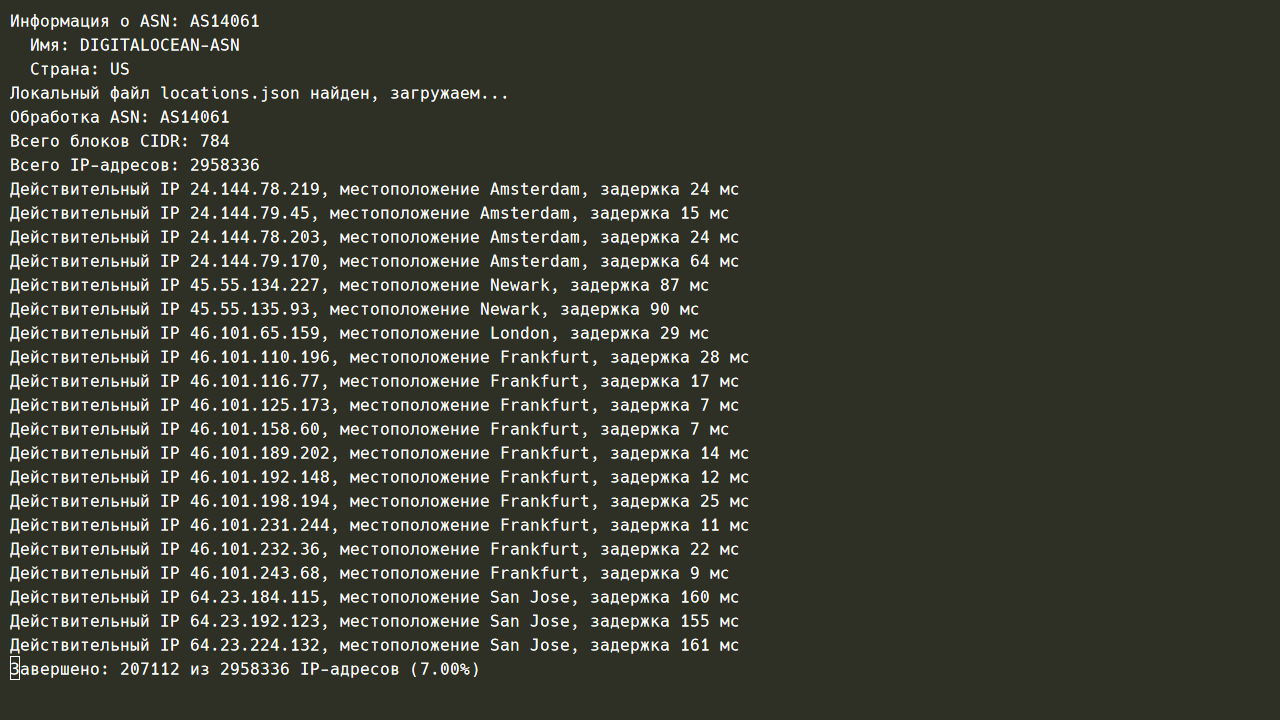 Информация о ASN: AS14061
Имя: DIGITALOCEAN-ASN
Страна: US
Локальный файл locations.json найден, загружаем...
Обработка ASN: AS14061
Всего блоков CIDR: 784
Всего IP-адресов: 2958336
Действительный IP 24.144.78.219, местоположение Amsterdam, задержка 24 мс
Действительный IP 24.144.79.45, местоположение Amsterdam, задержка 15 мс
Действительный IP 24.144.78.203, местоположение Amsterdam, задержка 24 мс
Действительный IP 24.144.79.170, местоположение Amsterdam, задержка 64 мс
Действительный IP 45.55.134.227, местоположение Newark, задержка 87 мс
Действительный IP 45.55.135.93, местоположение Newark, задержка 90 мс
Действительный IP 46.101.65.159, местоположение London, задержка 29 мс
Действительный IP 46.101.110.196, местоположение Frankfurt, задержка 28 мс
Действительный IP 46.101.116.77, местоположение Frankfurt, задержка 17 мс
Действительный IP 46.101.125.173, местоположение Frankfurt, задержка 7 мс
Действительный IP 46.101.158.60, местоположение Frankfurt, задержка 7 мс
Действительный IP 46.101.189.202, местоположение Frankfurt, задержка 14 мс
Действительный IP 46.101.192.148, местоположение Frankfurt, задержка 12 мс
Действительный IP 46.101.198.194, местоположение Frankfurt, задержка 25 мс
Действительный IP 46.101.231.244, местоположение Frankfurt, задержка 11 мс
Действительный IP 46.101.232.36, местоположение Frankfurt, задержка 22 мс
Действительный IP 46.101.243.68, местоположение Frankfurt, задержка 9 мс
Действительный IP 64.23.184.115, местоположение San Jose, задержка 160 мс
Действительный IP 64.23.192.123, местоположение San Jose, задержка 155 мс
Действительный IP 64.23.224.132, местоположение San Jose, задержка 161 мс
Завершено: 207112 из 2958336 IP-адресов (7.00%)